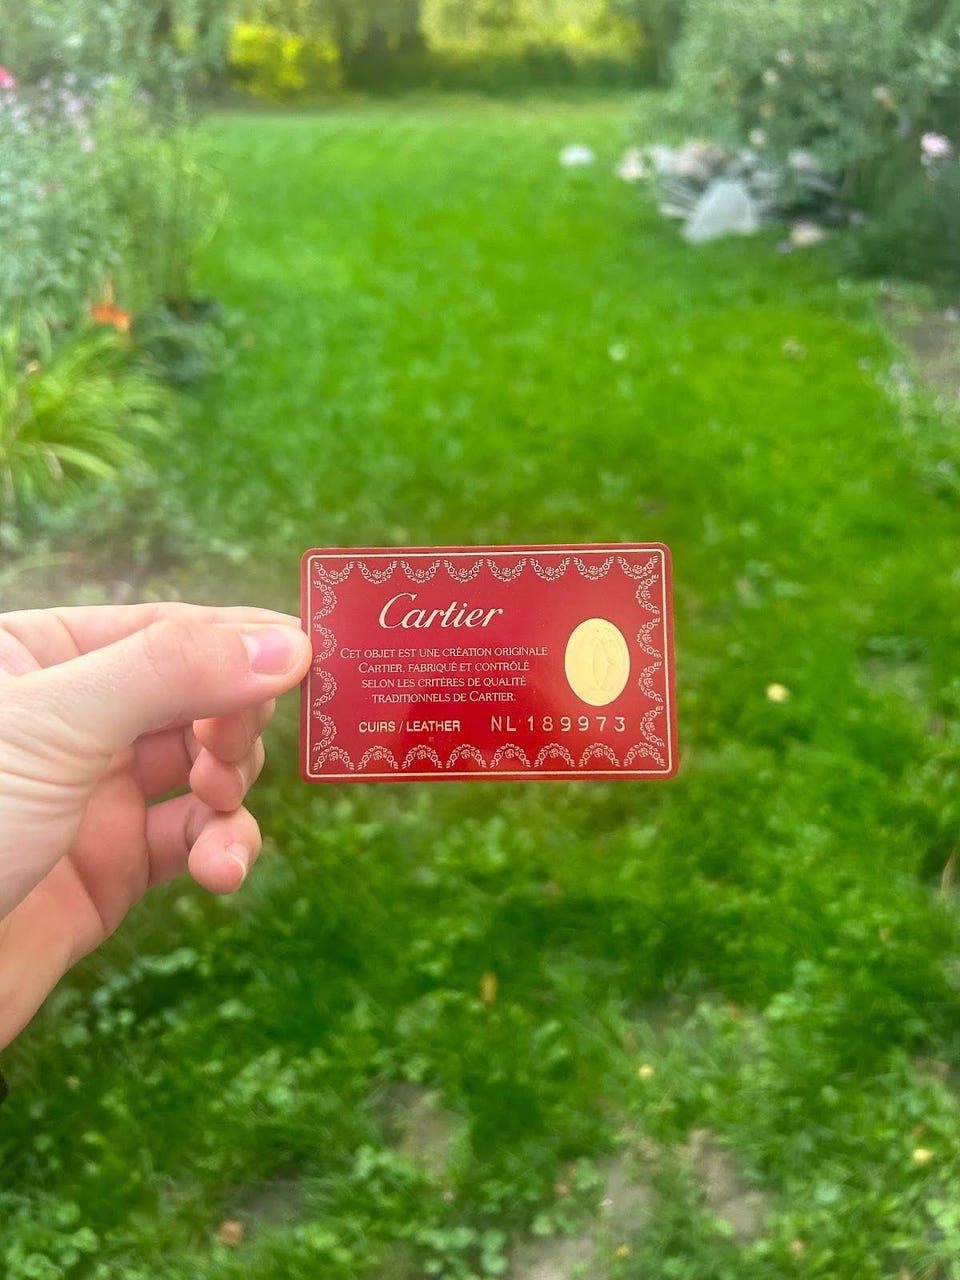 Cartier
CET OBJET EST UNE CRÉATION ORIGINALE
CARTIER, FABRIQUÉ ET CONTRÔLÉ
SELON LES CRITÈRES DE QUALITÉ
TRADITIONNELS DE CARTIER.
CUIRS / LEATHER NL 189973